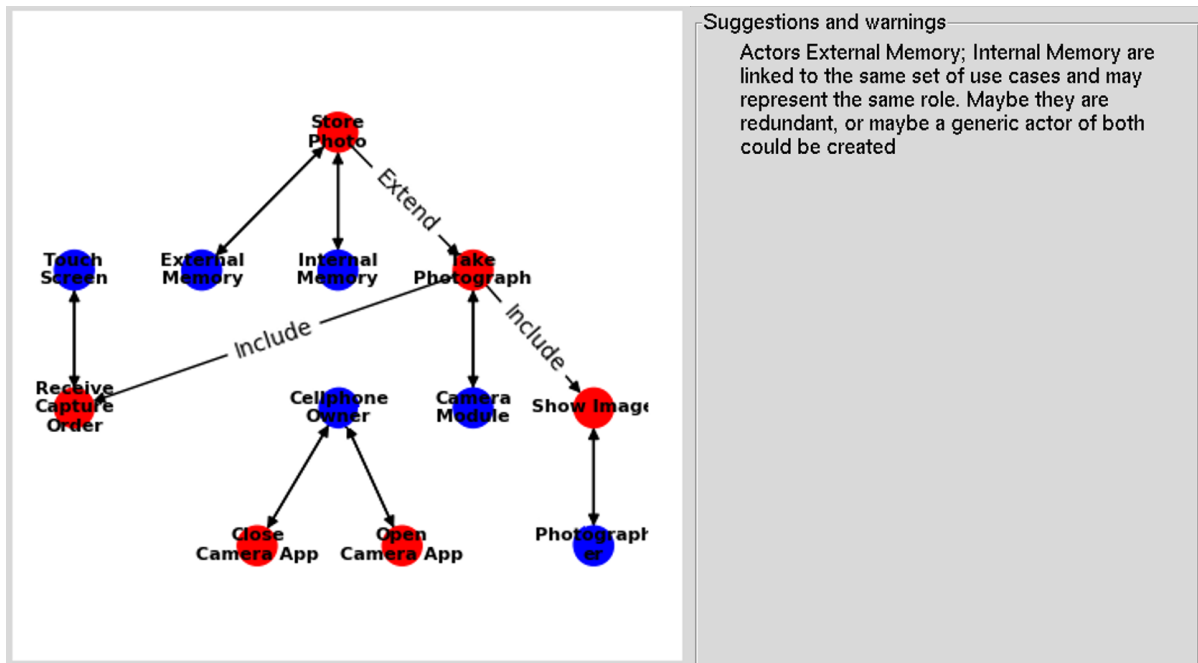 Store
Photo
Extend
Touch
Screen
External
Memory
Internal
Memory
Take
Photograph
Include
Include
Receive
Capture
Order
Cellphone
Owner
Camera
Module
Show Image
Close
Camera App
Open
Camera App
Photograph
er
Suggestions and warnings
Actors External Memory; Internal Memory are
linked to the same set of use cases and may
represent the same role. Maybe they are
redundant, or maybe a generic actor of both
could be created